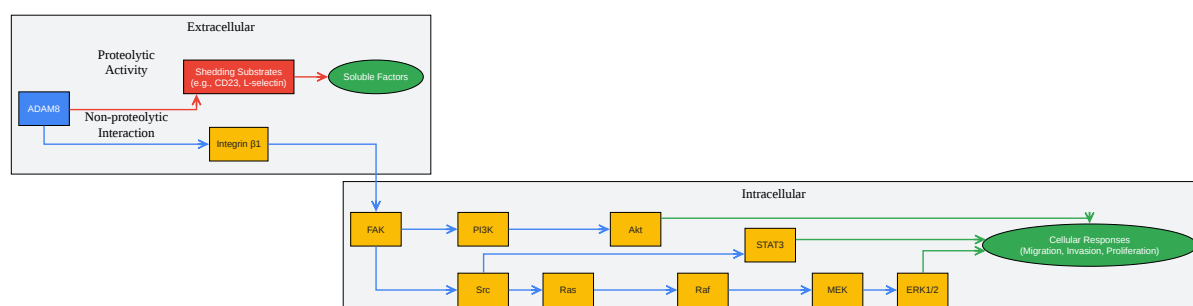 Extracellular
Proteolytic
Activity
Shedding Substrates
(e.g., CD23, L-selectin)
Soluble Factors
ADAM8
Non-proteolytic
Interaction
Integrin β1
Intracellular
FAK
PI3K
Akt
STAT3
Cellular Responses
(Migration, Invasion, Proliferation)
Src
Ras
Raf
MEK
ERK1/2